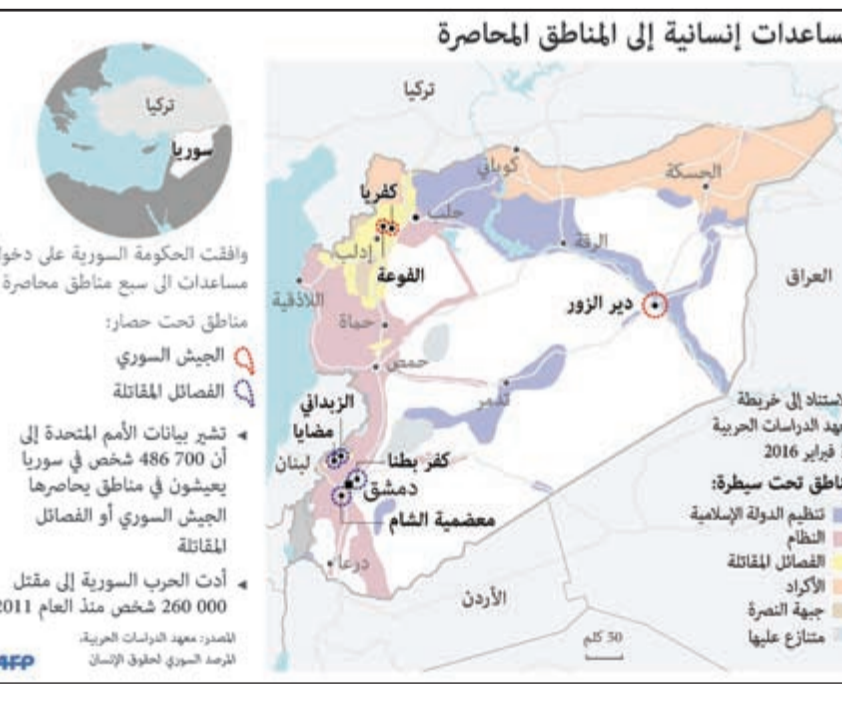 ساعدات إنسانية إلى المناطق المحاصرة
تركيا
سوريا
وافقت الحكومة السورية على دخول
مساعدات الى سبع مناطق محاصرة
مناطق تحت حصار:
الجيش السوري
الفصائل المقاتلة
تشير بيانات الأمم المتحدة إلى
أن 700 486 شخص في سوريا
يعيشون في مناطق يحاصرها
الجيش السوري أو الفصائل
المقاتلة
أدت الحرب السورية إلى مقتل
000 260 شخص منذ العام 2011
المصدر: معهد الدراسات الحربية،
المرصد السوري لحقوق الإنسان
AFP
تركيا
كوباني
الحسكة
كفريا
حلب
إدلب
الرقة
الفوعة
العراق
اللاذقية
دير الزور
حماة
حمص
تدمر
الزبداني
مضايا
لبنان
كفر بطنا
دمشق
معضمية الشام
درعا
الأردن
50 كلم
استناد إلى خريطة
هد الدراسات الحربية
فبراير 2016
ناطق تحت سيطرة:
تنظيم الدولة الإسلامية
النظام
الفصائل المقاتلة
الأكراد
جبهة النصرة
متنازع عليها